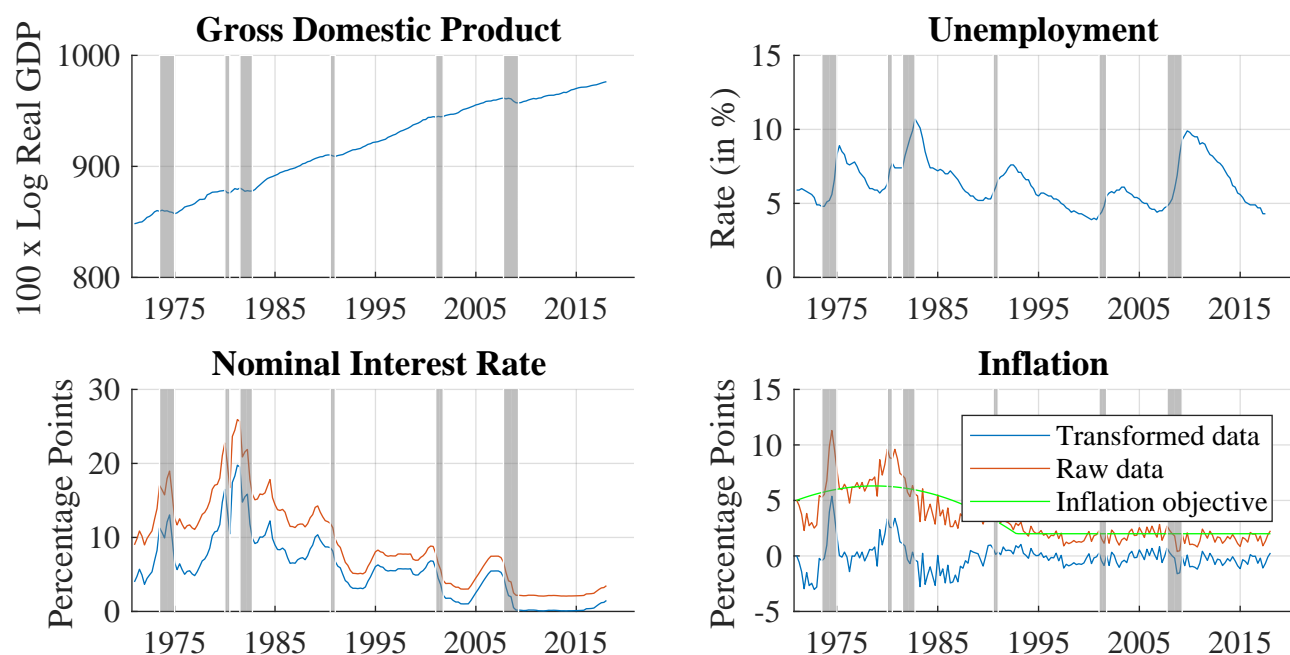 Gross Domestic Product
100 x Log Real GDP
1000
900
800
1975 1985 1995 2005 2015
Unemployment
Rate (in %)
15
10
5
0
1975 1985 1995 2005 2015
Nominal Interest Rate
Percentage Points
30
20
10
0
1975 1985 1995 2005 2015
Inflation
Percentage Points
15
10
5
0
-5
1975 1985 1995 2005 2015
Transformed data
Raw data
Inflation objective